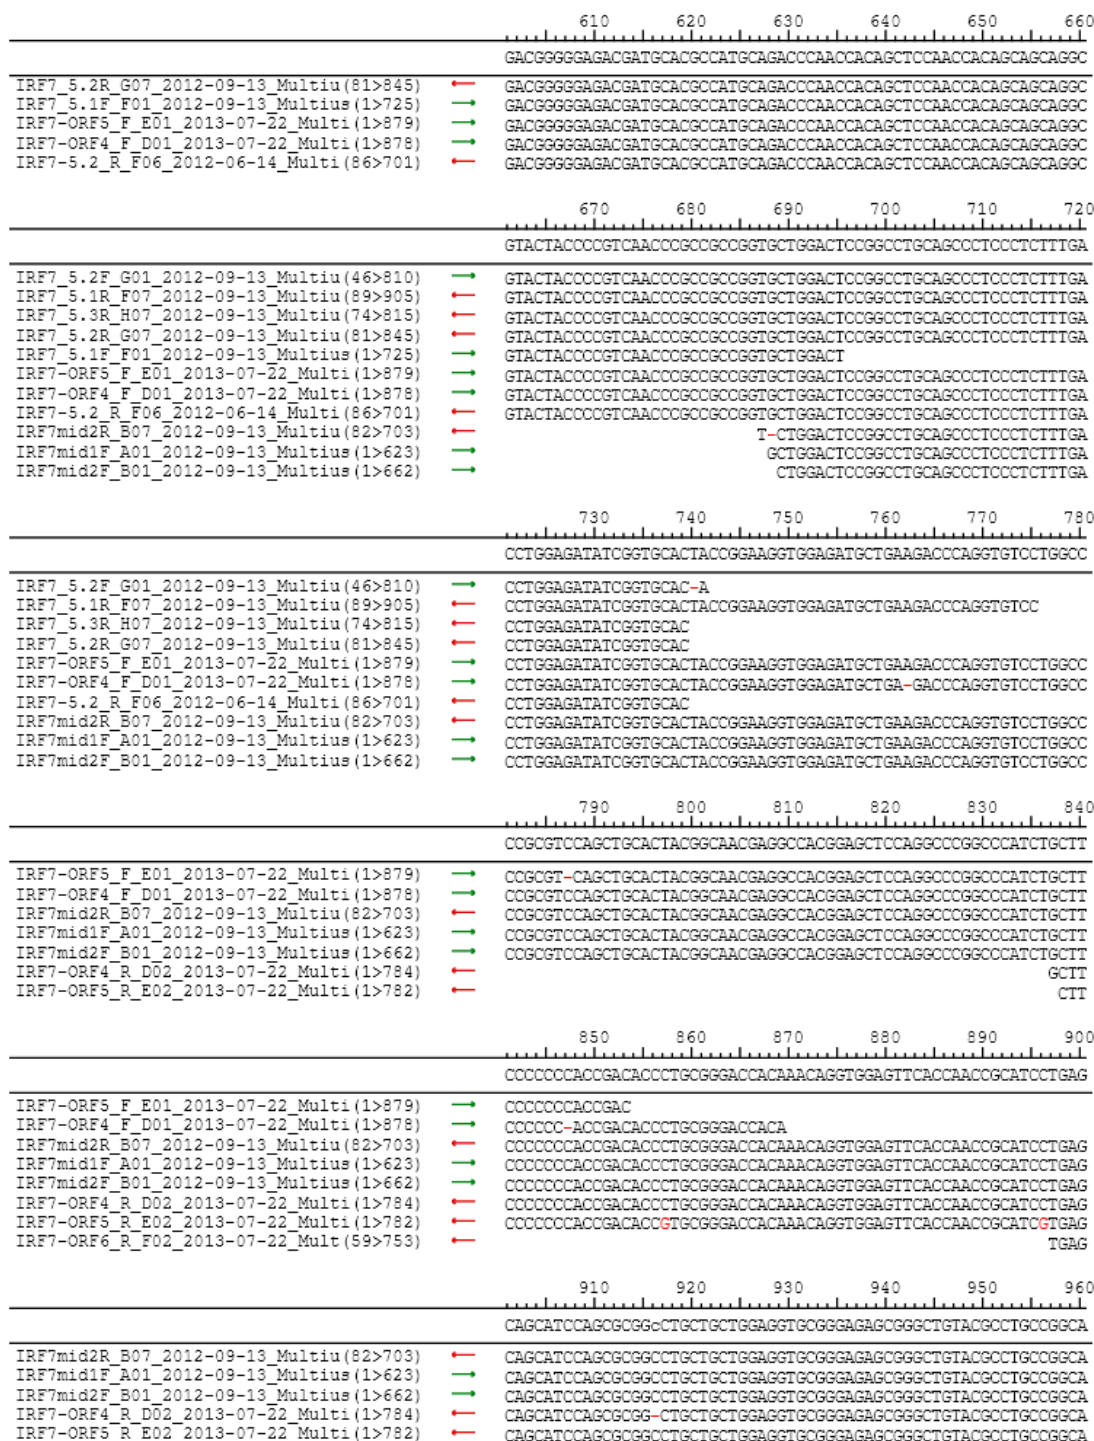 610 620 630 640 650 660
GACGGGGGAGACGATGCACGCCATGCAGACCCAACCACAGCTCCAACCACAGCAGCAGGC
IRF7_5.2R_G07_2012-09-13_Multiu(81>845) ← GACGGGGGAGACGATGCACGCCATGCAGACCCAACCACAGCTCCAACCACAGCAGCAGGC
IRF7_5.1F_F01_2012-09-13_Multius(1>725) → GACGGGGGAGACGATGCACGCCATGCAGACCCAACCACAGCTCCAACCACAGCAGCAGGC
IRF7-ORF5_F_E01_2013-07-22_Multi(1>879) → GACGGGGGAGACGATGCACGCCATGCAGACCCAACCACAGCTCCAACCACAGCAGCAGGC
IRF7-ORF4_F_D01_2013-07-22_Multi(1>878) → GACGGGGGAGACGATGCACGCCATGCAGACCCAACCACAGCTCCAACCACAGCAGCAGGC
IRF7-5.2_R_F06_2012-06-14_Multi(86>701) ← GACGGGGGAGACGATGCACGCCATGCAGACCCAACCACAGCTCCAACCACAGCAGCAGGC
670 680 690 700 710 720
GTACTACCCCGTCAACCCGCCGCCGGTGCTGGACTCCGGCCTGCAGCCCTCCCTCTTTGA
IRF7_5.2F_G01_2012-09-13_Multiu(46>810) → GTACTACCCCGTCAACCCGCCGCCGGTGCTGGACTCCGGCCTGCAGCCCTCCCTCTTTGA
IRF7_5.1R_F07_2012-09-13_Multiu(89>905) ← GTACTACCCCGTCAACCCGCCGCCGGTGCTGGACTCCGGCCTGCAGCCCTCCCTCTTTGA
IRF7_5.3R_H07_2012-09-13_Multiu(74>815) ← GTACTACCCCGTCAACCCGCCGCCGGTGCTGGACTCCGGCCTGCAGCCCTCCCTCTTTGA
IRF7_5.2R_G07_2012-09-13_Multiu(81>845) ← GTACTACCCCGTCAACCCGCCGCCGGTGCTGGACTCCGGCCTGCAGCCCTCCCTCTTTGA
IRF7_5.1F_F01_2012-09-13_Multius(1>725) → GTACTACCCCGTCAACCCGCCGCCGGTGCTGGACT
IRF7-ORF5_F_E01_2013-07-22_Multi(1>879) → GTACTACCCCGTCAACCCGCCGCCGGTGCTGGACTCCGGCCTGCAGCCCTCCCTCTTTGA
IRF7-ORF4_F_D01_2013-07-22_Multi(1>878) → GTACTACCCCGTCAACCCGCCGCCGGTGCTGGACTCCGGCCTGCAGCCCTCCCTCTTTGA
IRF7-5.2_R_F06_2012-06-14_Multi(86>701) ← GTACTACCCCGTCAACCCGCCGCCGGTGCTGGACTCCGGCCTGCAGCCCTCCCTCTTTGA
IRF7mid2R_B07_2012-09-13_Multiu(82>703) ← T-CTGGACTCCGGCCTGCAGCCCTCCCTCTTTGA
IRF7mid1F_A01_2012-09-13_Multius(1>623) → GCTGGACTCCGGCCTGCAGCCCTCCCTCTTTGA
IRF7mid2F_B01_2012-09-13_Multius(1>662) → CTGGACTCCGGCCTGCAGCCCTCCCTCTTTGA
730 740 750 760 770 780
CCTGGAGATATCGGTGCACTACCGGAAGGTGGAGATGCTGAAGACCCAGGTGTCCTGGCC
IRF7_5.2F_G01_2012-09-13_Multiu(46>810) → CCTGGAGATATCGGTGCAC-A
IRF7_5.1R_F07_2012-09-13_Multiu(89>905) ← CCTGGAGATATCGGTGCACTACCGGAAGGTGGAGATGCTGAAGACCCAGGTGTCC
IRF7_5.3R_H07_2012-09-13_Multiu(74>815) ← CCTGGAGATATCGGTGCAC
IRF7_5.2R_G07_2012-09-13_Multiu(81>845) ← CCTGGAGATATCGGTGCAC
IRF7-ORF5_F_E01_2013-07-22_Multi(1>879) → CCTGGAGATATCGGTGCACTACCGGAAGGTGGAGATGCTGAAGACCCAGGTGTCCTGGCC
IRF7-ORF4_F_D01_2013-07-22_Multi(1>878) → CCTGGAGATATCGGTGCACTACCGGAAGGTGGAGATGCTGA-GACCCAGGTGTCCTGGCC
IRF7-5.2_R_F06_2012-06-14_Multi(86>701) ← CCTGGAGATATCGGTGCAC
IRF7mid2R_B07_2012-09-13_Multiu(82>703) ← CCTGGAGATATCGGTGCACTACCGGAAGGTGGAGATGCTGAAGACCCAGGTGTCCTGGCC
IRF7mid1F_A01_2012-09-13_Multius(1>623) → CCTGGAGATATCGGTGCACTACCGGAAGGTGGAGATGCTGAAGACCCAGGTGTCCTGGCC
IRF7mid2F_B01_2012-09-13_Multius(1>662) → CCTGGAGATATCGGTGCACTACCGGAAGGTGGAGATGCTGAAGACCCAGGTGTCCTGGCC
790 800 810 820 830 840
CCGCGTCCAGCTGCACTACGGCAACGAGGCCACGGAGCTCCAGGCCCGGCCCATCTGCTT
IRF7-ORF5_F_E01_2013-07-22_Multi(1>879) → CCGCGT-CAGCTGCACTACGGCAACGAGGCCACGGAGCTCCAGGCCCGGCCCATCTGCTT
IRF7-ORF4_F_D01_2013-07-22_Multi(1>878) → CCGCGTCCAGCTGCACTACGGCAACGAGGCCACGGAGCTCCAGGCCCGGCCCATCTGCTT
IRF7mid2R_B07_2012-09-13_Multiu(82>703) ← CCGCGTCCAGCTGCACTACGGCAACGAGGCCACGGAGCTCCAGGCCCGGCCCATCTGCTT
IRF7mid1F_A01_2012-09-13_Multius(1>623) → CCGCGTCCAGCTGCACTACGGCAACGAGGCCACGGAGCTCCAGGCCCGGCCCATCTGCTT
IRF7mid2F_B01_2012-09-13_Multius(1>662) → CCGCGTCCAGCTGCACTACGGCAACGAGGCCACGGAGCTCCAGGCCCGGCCCATCTGCTT
IRF7-ORF4_R_D02_2013-07-22_Multi(1>784) ← GCTT
IRF7-ORF5_R_E02_2013-07-22_Multi(1>782) ← CTT
850 860 870 880 890 900
CCCCCCCACCGACACCCTGCGGGACCACAAACAGGTGGAGTTCACCAACCGCATCCTGAG
IRF7-ORF5_F_E01_2013-07-22_Multi(1>879) → CCCCCCCACCGAC
IRF7-ORF4_F_D01_2013-07-22_Multi(1>878) → CCCCCC-ACCGACACCCTGCGGGACCACA
IRF7mid2R_B07_2012-09-13_Multiu(82>703) ← CCCCCCCACCGACACCCTGCGGGACCACAAACAGGTGGAGTTCACCAACCGCATCCTGAG
IRF7mid1F_A01_2012-09-13_Multius(1>623) → CCCCCCCACCGACACCCTGCGGGACCACAAACAGGTGGAGTTCACCAACCGCATCCTGAG
IRF7mid2F_B01_2012-09-13_Multius(1>662) → CCCCCCCACCGACACCCTGCGGGACCACAAACAGGTGGAGTTCACCAACCGCATCCTGAG
IRF7-ORF4_R_D02_2013-07-22_Multi(1>784) ← CCCCCCCACCGACACCCTGCGGGACCACAAACAGGTGGAGTTCACCAACCGCATCCTGAG
IRF7-ORF5_R_E02_2013-07-22_Multi(1>782) ← CCCCCCCACCGACACCGTGCGGGACCACAAACAGGTGGAGTTCACCAACCGCATCGTGAG
IRF7-ORF6_R_F02_2013-07-22_Mult(59>753) ← TGAG
910 920 930 940 950 960
CAGCATCCAGCGCGGcCTGCTGCTGGAGGTGCGGGAGAGCGGGCTGTACGCCTGCCGGCA
IRF7mid2R_B07_2012-09-13_Multiu(82>703) ← CAGCATCCAGCGCGGCCTGCTGCTGGAGGTGCGGGAGAGCGGGCTGTACGCCTGCCGGCA
IRF7mid1F_A01_2012-09-13_Multius(1>623) → CAGCATCCAGCGCGGCCTGCTGCTGGAGGTGCGGGAGAGCGGGCTGTACGCCTGCCGGCA
IRF7mid2F_B01_2012-09-13_Multius(1>662) → CAGCATCCAGCGCGGCCTGCTGCTGGAGGTGCGGGAGAGCGGGCTGTACGCCTGCCGGCA
IRF7-ORF4_R_D02_2013-07-22_Multi(1>784) ← CAGCATCCAGCGCGG-CTGCTGCTGGAGGTGCGGGAGAGCGGGCTGTACGCCTGCCGGCA
IRF7-ORF5_R_E02_2013-07-22_Multi(1>782) ← CAGCATCCAGCGCGGCCTGCTGCTGGAGGTGCGGGAGAGCGGGCTGTACGCCTGCCGGCA